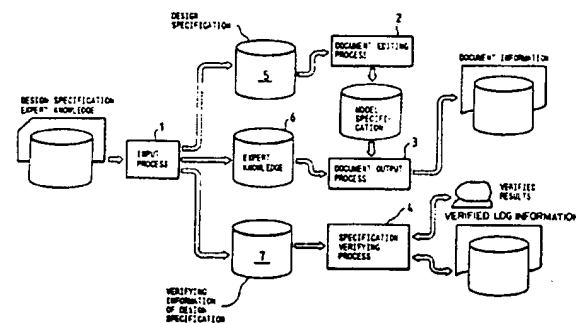 DESIGN
SPECIFICATION
2
DOCUMENT EDITING
PROCESS
5
DOCUMENT INFORMATION
DESIGN SPECIFICATION
EXPERT KNOWLEDGE
1
INPUT
PROCESS
6
EXPERT
KNOWLEDGE
MODEL
SPECIFI-
CATION
3
DOCUMENT OUTPUT
PROCESS
4
SPECIFICATION
VERIFYING
PROCESS
VERIFIED
RESULTS
VERIFIED LOG INFORMATION
7
VERIFYING
INFORMATION
OF DESIGN
SPECIFICATION